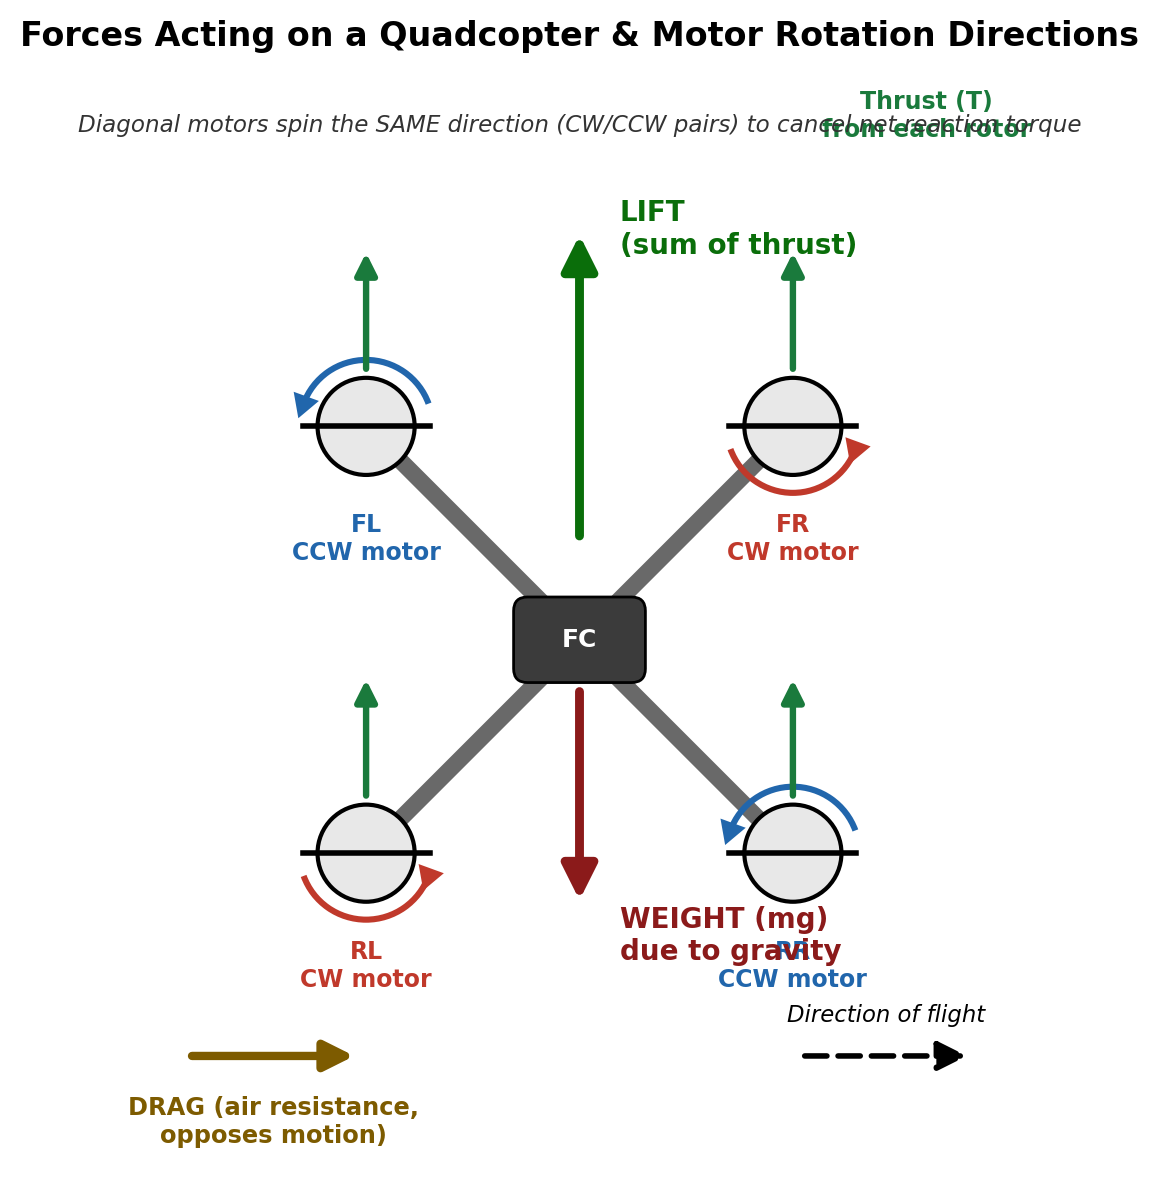 Forces Acting on a Quadcopter & Motor Rotation Directions
Thrust (T)
from each rotor
Diagonal motors spin the SAME direction (CW/CCW pairs) to cancel net reaction torque
LIFT
(sum of thrust)
FL
CCW motor
FR
CW motor
FC
WEIGHT (mg)
due to gravity
RL
CW motor
RR
CCW motor
Direction of flight
DRAG (air resistance,
opposes motion)